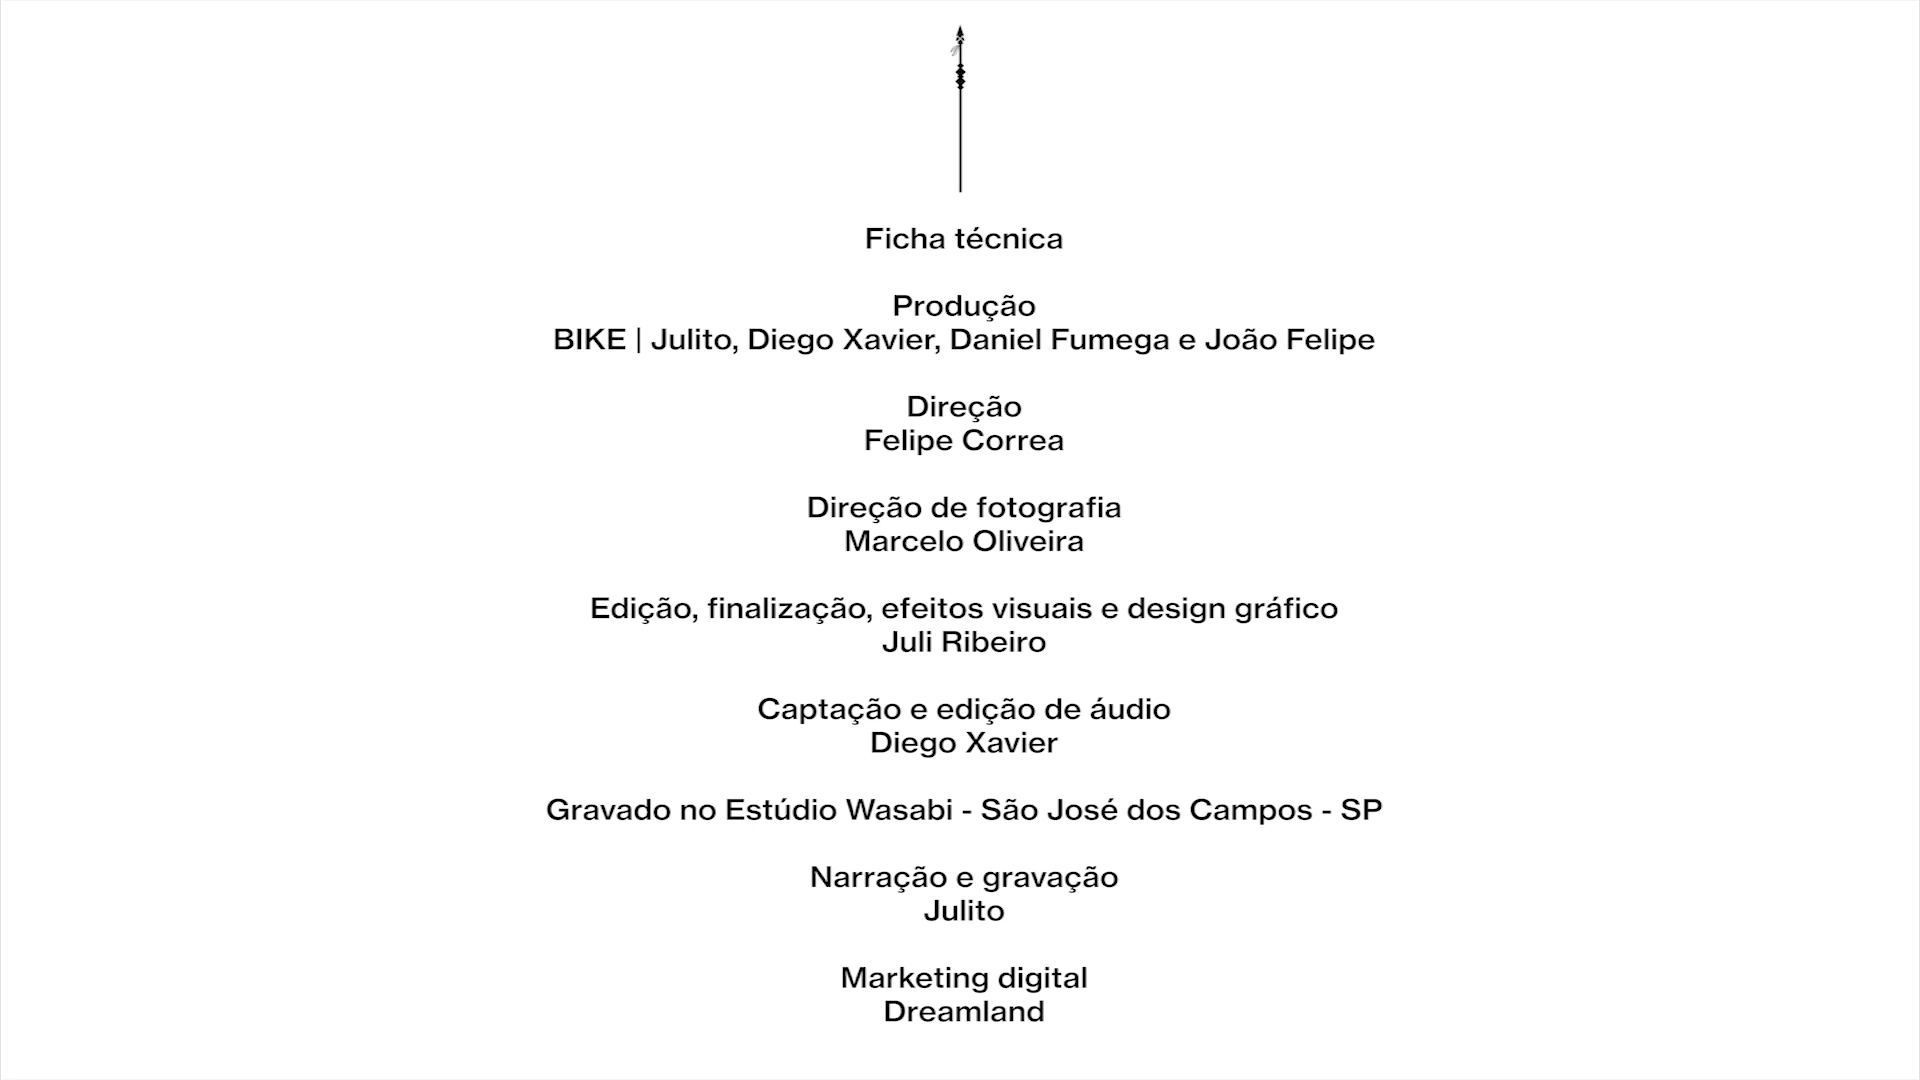 Ficha técnica
Produção
BIKE | Julito, Diego Xavier, Daniel Fumega e João Felipe
Direção
Felipe Correa
Direção de fotografia
Marcelo Oliveira
Edição, finalização, efeitos visuais e design gráfico
Juli Ribeiro
Captação e edição de áudio
Diego Xavier
Gravado no Estúdio Wasabi - São José dos Campos - SP
Narração e gravação
Julito
Marketing digital
Dreamland